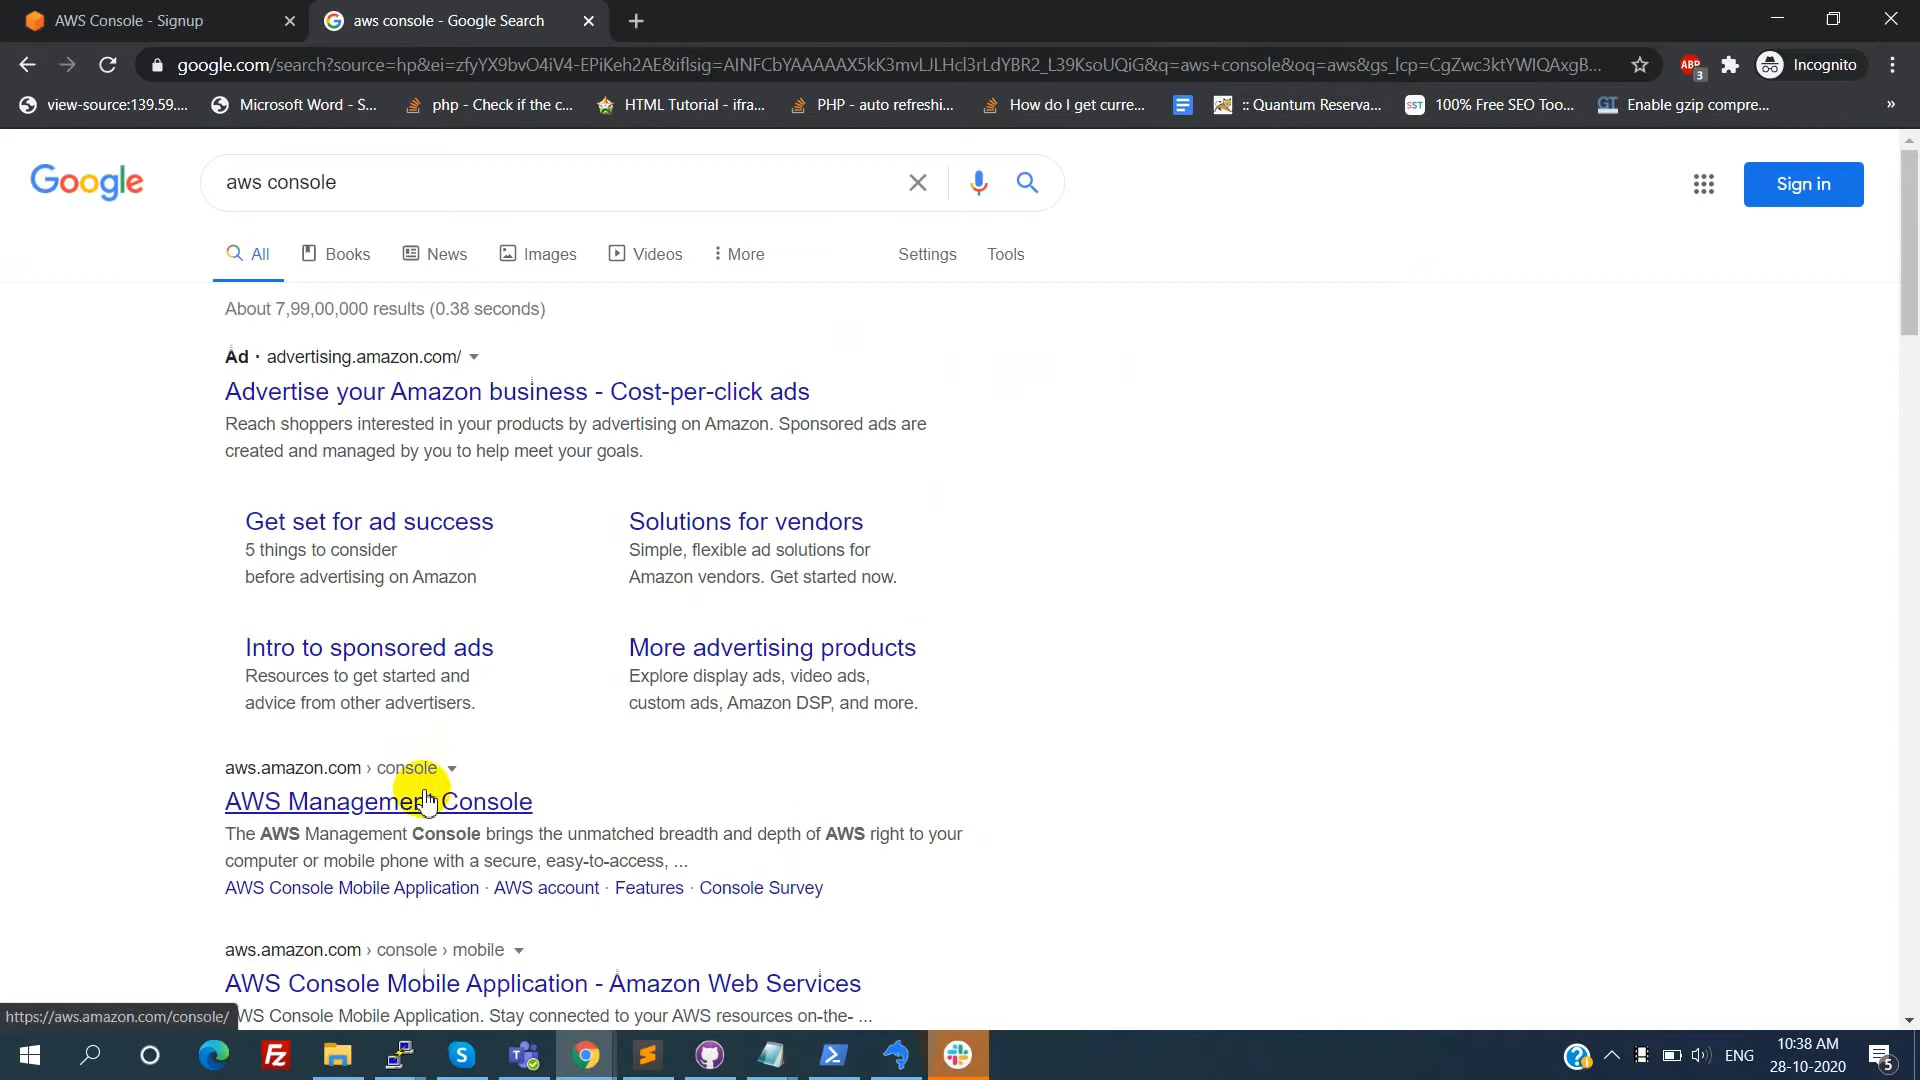 AWS Console - Signup
aws console - Google Search
google.com/search?source=hp&ei=zfyYX9bvO4iV4-EPiKeh2AE&iflsig=AINFCbYAAAAAX5kK3mvLJLHcl3rLdYBR2_L39KsoUQiG&q=aws+console&oq=aws&gs_lcp=CgZwc3ktYWIQAxgB...
ABP
3
Incognito
view-source:139.59....
Microsoft Word - S...
php - Check if the c...
HTML Tutorial - ifra...
PHP - auto refreshi...
How do I get curre...
:: Quantum Reserva...
SST
100% Free SEO Too...
GT
Enable gzip compre...
»
Google
aws console
Sign in
All
Books
News
Images
Videos
More
Settings
Tools
About 7,99,00,000 results (0.38 seconds)
Ad · advertising.amazon.com/
Advertise your Amazon business - Cost-per-click ads
Reach shoppers interested in your products by advertising on Amazon. Sponsored ads are
created and managed by you to help meet your goals.
Get set for ad success
5 things to consider
before advertising on Amazon
Solutions for vendors
Simple, flexible ad solutions for
Amazon vendors. Get started now.
Intro to sponsored ads
Resources to get started and
advice from other advertisers.
More advertising products
Explore display ads, video ads,
custom ads, Amazon DSP, and more.
aws.amazon.com › console
AWS Management Console
The AWS Management Console brings the unmatched breadth and depth of AWS right to your
computer or mobile phone with a secure, easy-to-access, ...
AWS Console Mobile Application · AWS account · Features · Console Survey
aws.amazon.com › console › mobile
AWS Console Mobile Application - Amazon Web Services
AWS Console Mobile Application. Stay connected to your AWS resources on-the- ...
https://aws.amazon.com/console/
ENG
10:38 AM
28-10-2020
5